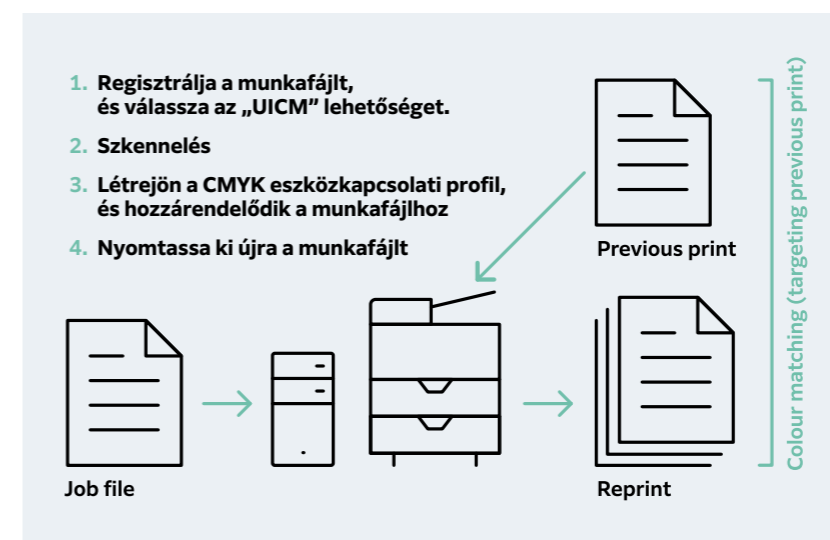 1. Regisztrálja a munkafájlt,
és válassza az „UICM” lehetőséget.
2. Szkennelés
3. Létrejön a CMYK eszközkapcsolati profil,
és hozzárendelődik a munkafájlhoz
4. Nyomtassa ki újra a munkafájlt
Previous print
Colour matching (targeting previous print)
Job file
Reprint